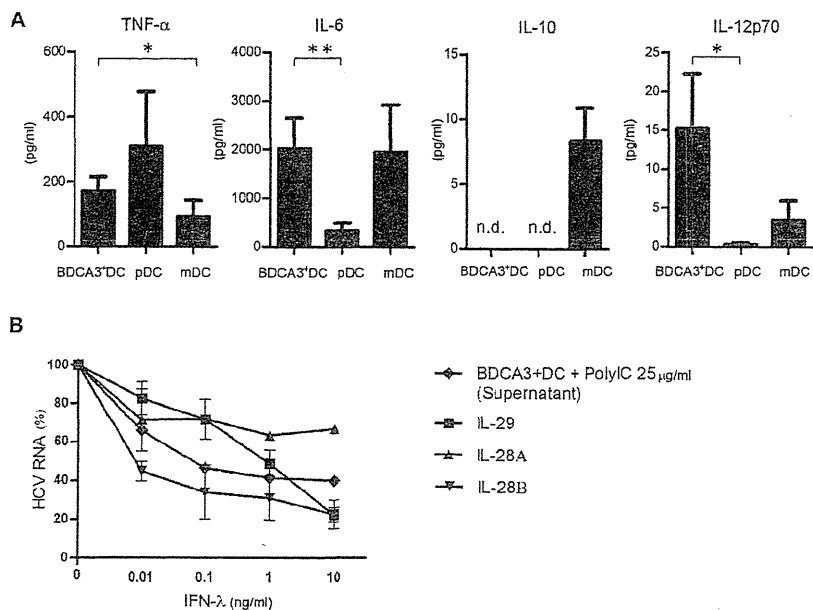 A
TNF-α
IL-6
IL-10
IL-12p70
*
**
*
(pg/ml)
600
400
200
0
(pg/ml)
4000
3000
2000
1000
0
(pg/ml)
15
10
5
0
(pg/ml)
25
20
15
10
5
0
n.d.
n.d.
BDCA3⁺DC pDC mDC
BDCA3⁺DC pDC mDC
BDCA3⁺DC pDC mDC
BDCA3⁺DC pDC mDC
B
HCV RNA (%)
100
80
60
40
20
0
0 0.01 0.1 1 10
IFN-λ (ng/ml)
BDCA3+DC + PolyIC 25μg/ml
(Supernatant)
IL-29
IL-28A
IL-28B